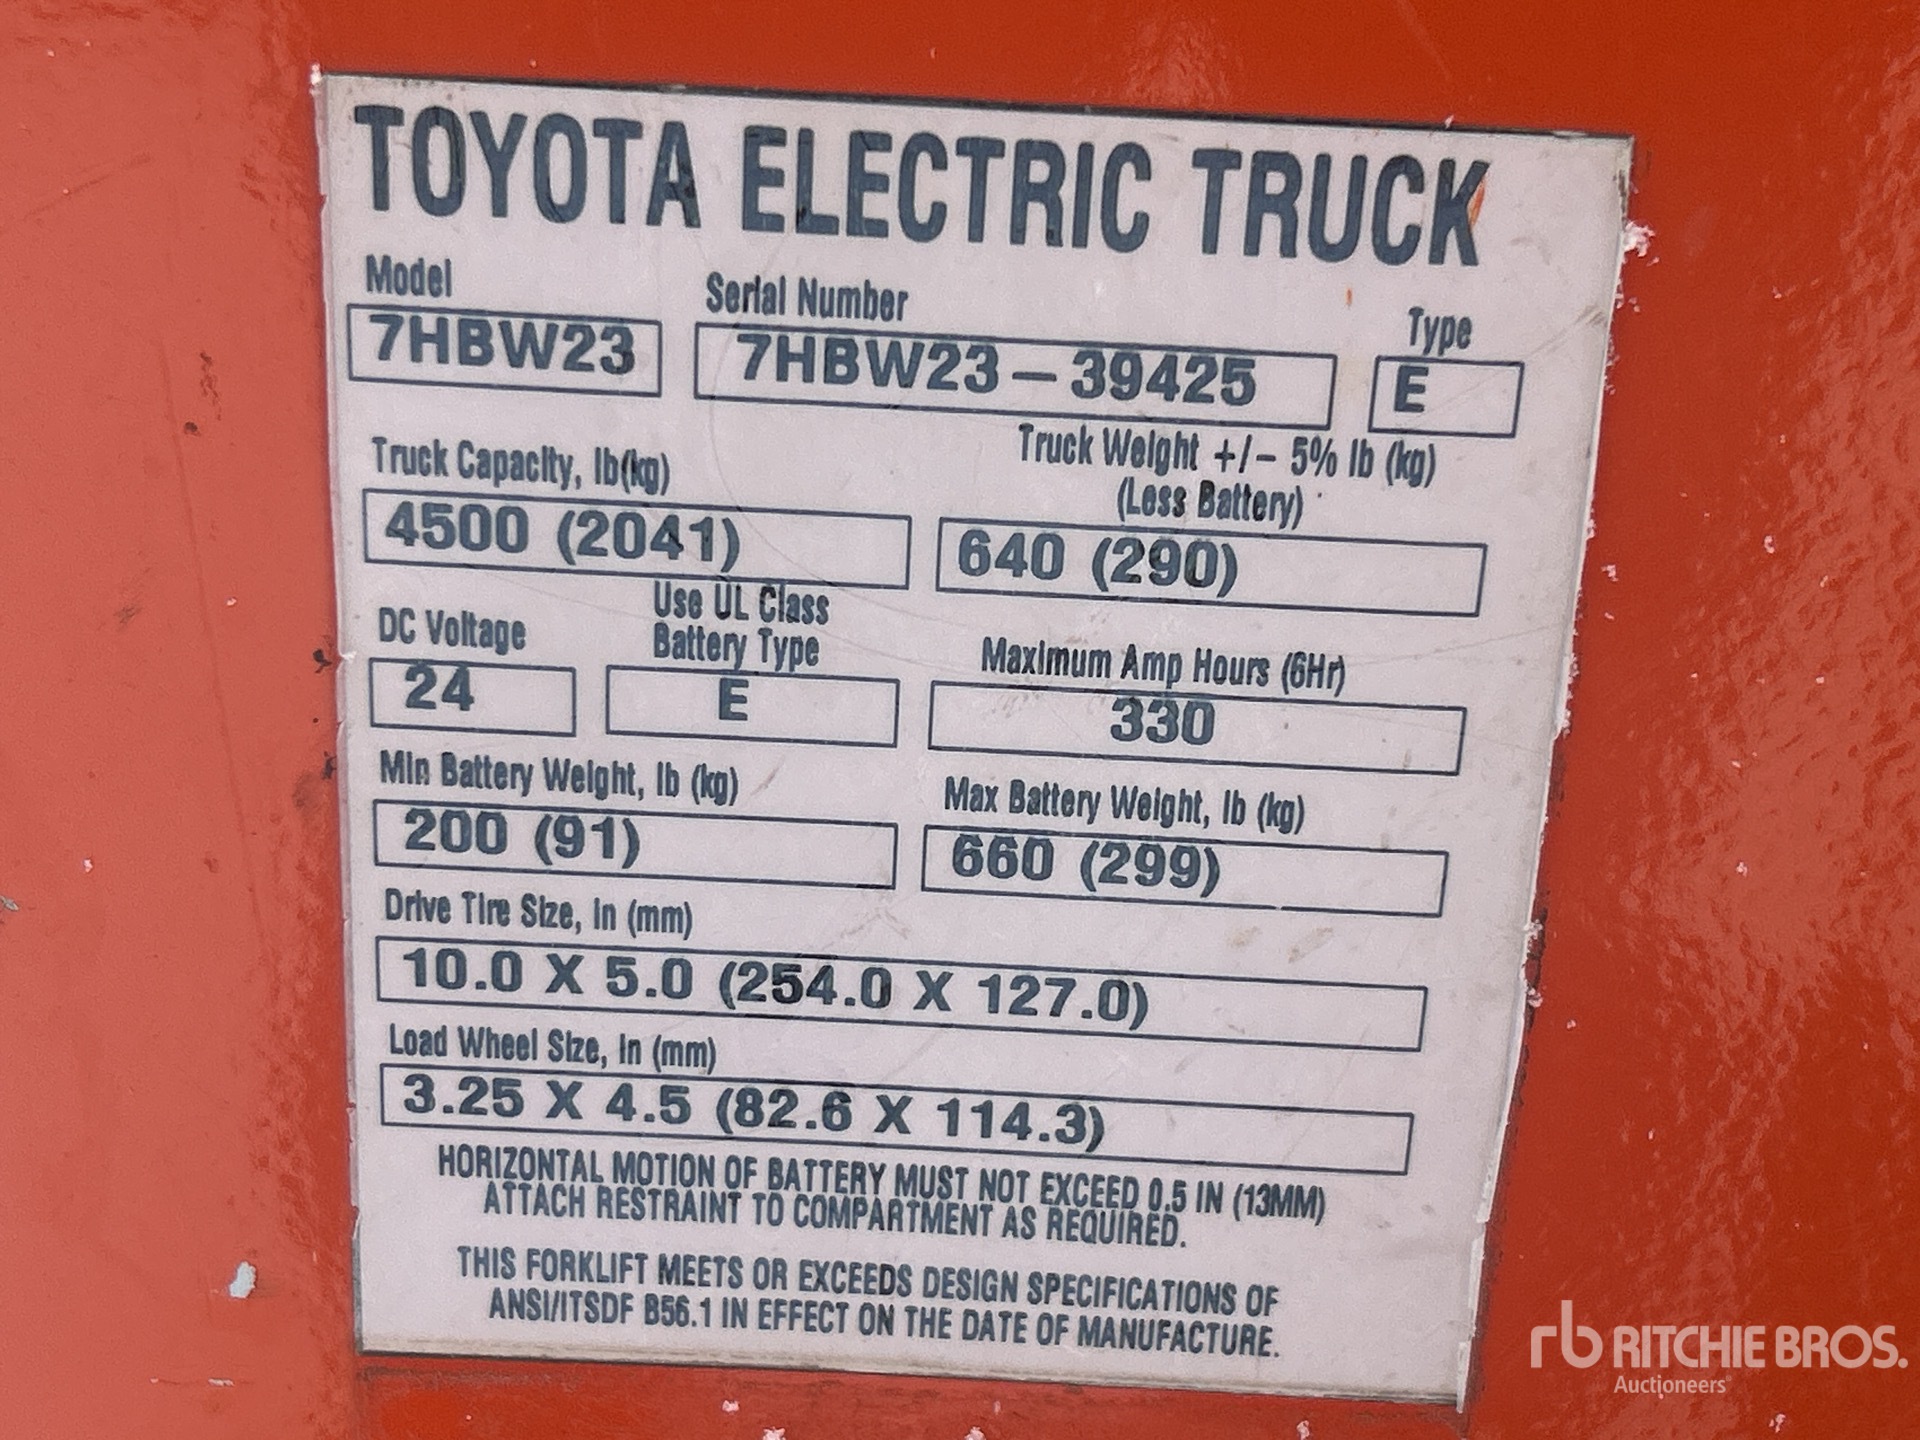 TOYOTA ELECTRIC TRUCK
Model
Serial Number
Type
7HBW23
7HBW23-39425
E
Truck Capacity, lb(kg)
Truck Weight +/- 5% lb (kg)
(Less Battery)
4500 (2041)
640 (290)
DC Voltage
Use UL Class
Battery Type
Maximum Amp Hours (6Hr)
24
E
330
Min Battery Weight, lb (kg)
Max Battery Weight, lb (kg)
200 (91)
660 (299)
Drive Tire Size, in (mm)
10.0 X 5.0 (254.0 X 127.0)
Load Wheel Size, in (mm)
3.25 X 4.5 (82.6 X 114.3)
HORIZONTAL MOTION OF BATTERY MUST NOT EXCEED 0.5 IN (13MM)
ATTACH RESTRAINT TO COMPARTMENT AS REQUIRED.
THIS FORKLIFT MEETS OR EXCEEDS DESIGN SPECIFICATIONS OF
ANSI/ITSDF B56.1 IN EFFECT ON THE DATE OF MANUFACTURE.
rb RITCHIE BROS.
Auctioneers